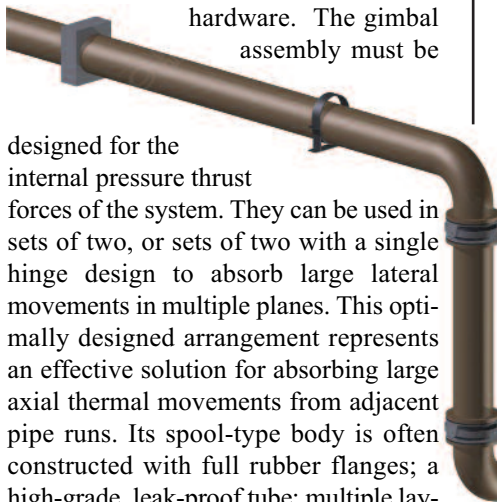 hardware. The gimbal
assembly must be
designed for the
internal pressure thrust
forces of the system. They can be used in
sets of two, or sets of two with a single
hinge design to absorb large lateral
movements in multiple planes. This opti-
mally designed arrangement represents
an effective solution for absorbing large
axial thermal movements from adjacent
pipe runs. Its spool-type body is often
constructed with full rubber flanges; a
high-grade, leak-proof tube; multiple lay-